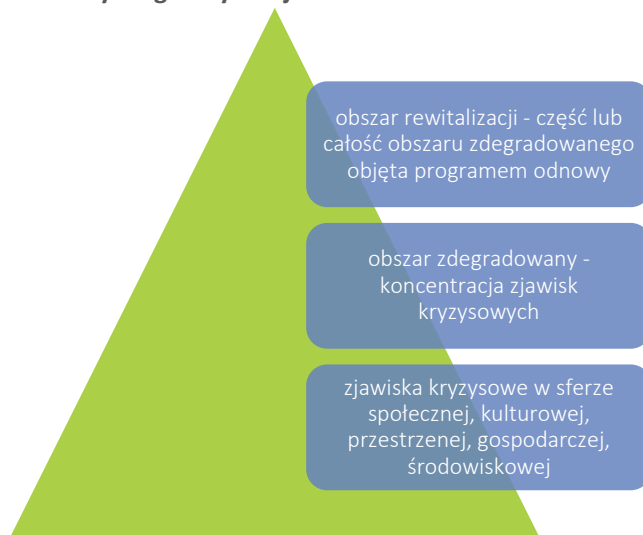 obszar rewitalizacji - część lub
całość obszaru zdegradowanego
objęta programem odnowy
obszar zdegradowany -
koncentracja zjawisk
kryzysowych
zjawiska kryzysowe w sferze
społecznej, kulturowej,
przestrzenej, gospodarczej,
środowiskowej